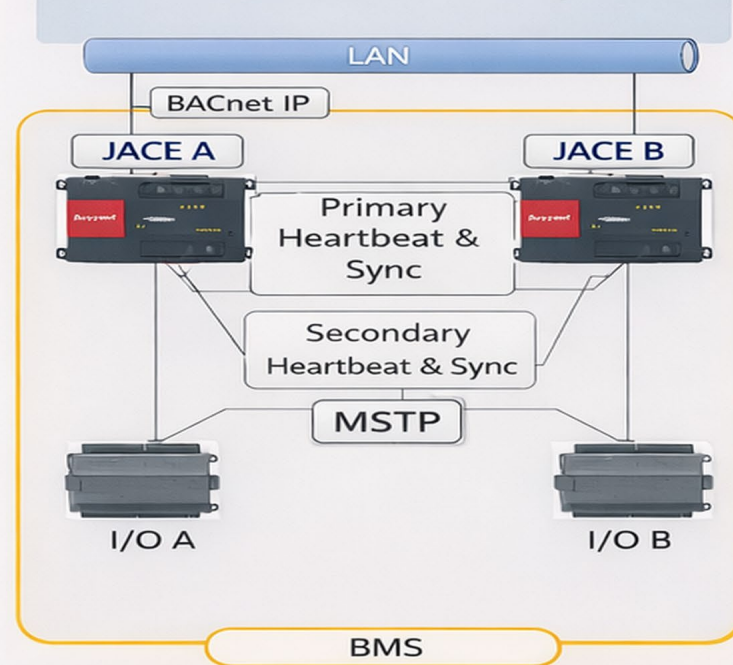 LAN
BACnet IP
JACE A
JACE B
Primary
Heartbeat &
Sync
Secondary
Heartbeat & Sync
MSTP
I/O A
I/O B
BMS